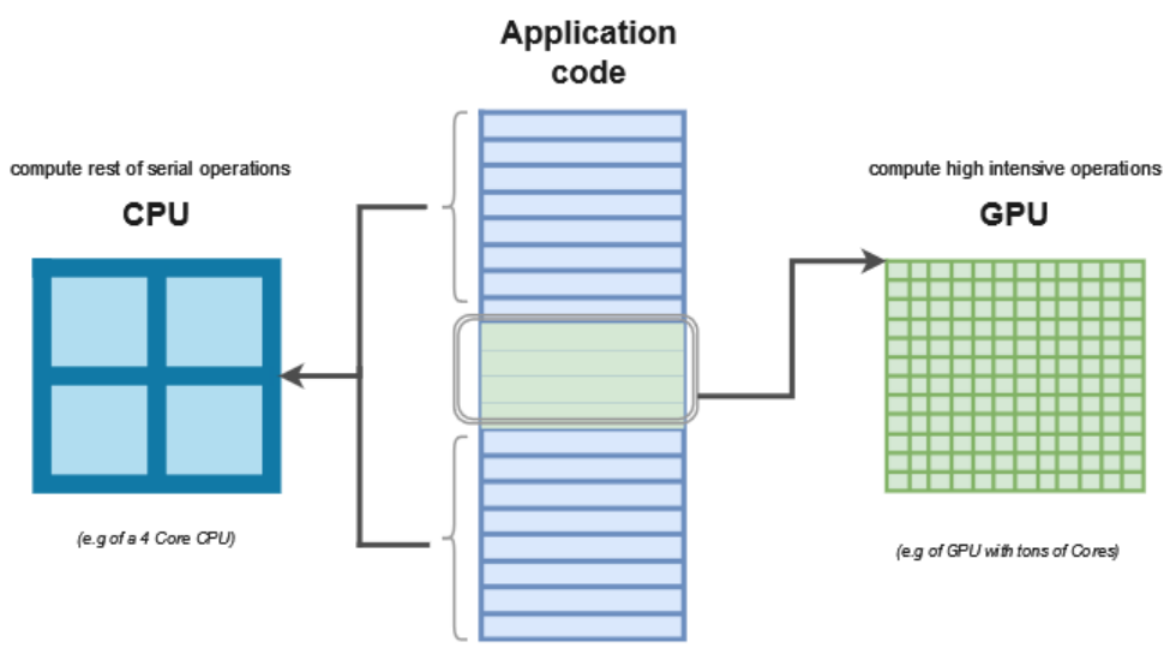 Application
code
compute rest of serial operations
CPU
(e.g of a 4 Core CPU)
compute high intensive operations
GPU
(e.g of GPU with tons of Cores)